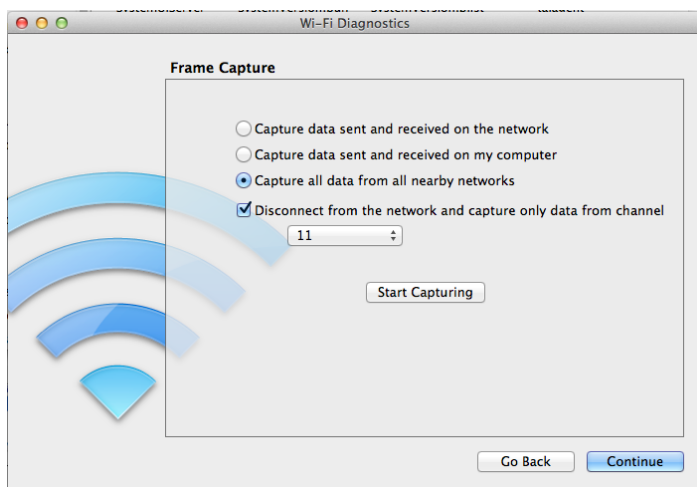 Wi-Fi Diagnostics
Frame Capture
Capture data sent and received on the network
Capture data sent and received on my computer
Capture all data from all nearby networks
Disconnect from the network and capture only data from channel
11
Start Capturing
Go Back
Continue